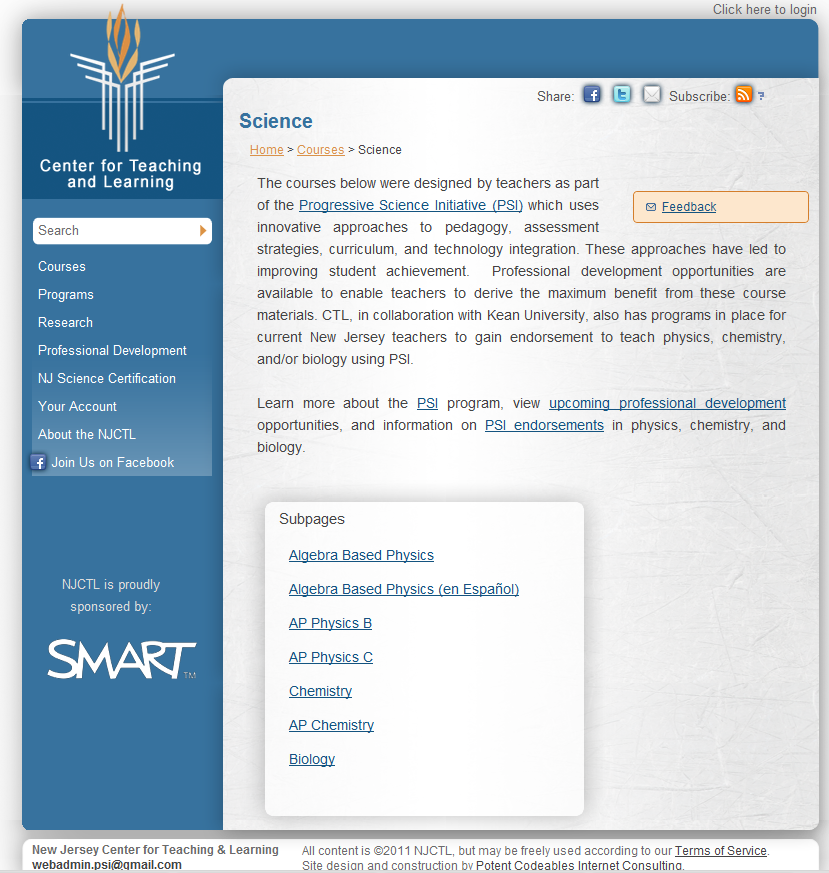 Click here to login
Center for Teaching
and Learning
Search
Courses
Programs
Research
Professional Development
NJ Science Certification
Your Account
About the NJCTL
Join Us on Facebook
NJCTL is proudly
sponsored by:
SMART™
Share: Subscribe: ?
Science
Home > Courses > Science
The courses below were designed by teachers as part
of the Progressive Science Initiative (PSI) which uses
innovative approaches to pedagogy, assessment
strategies, curriculum, and technology integration. These approaches have led to
improving student achievement. Professional development opportunities are
available to enable teachers to derive the maximum benefit from these course
materials. CTL, in collaboration with Kean University, also has programs in place for
current New Jersey teachers to gain endorsement to teach physics, chemistry,
and/or biology using PSI.
Feedback
Learn more about the PSI program, view upcoming professional development
opportunities, and information on PSI endorsements in physics, chemistry, and
biology.
Subpages
Algebra Based Physics
Algebra Based Physics (en Español)
AP Physics B
AP Physics C
Chemistry
AP Chemistry
Biology
New Jersey Center for Teaching & Learning
webadmin.psi@gmail.com
All content is ©2011 NJCTL, but may be freely used according to our Terms of Service.
Site design and construction by Potent Codeables Internet Consulting.